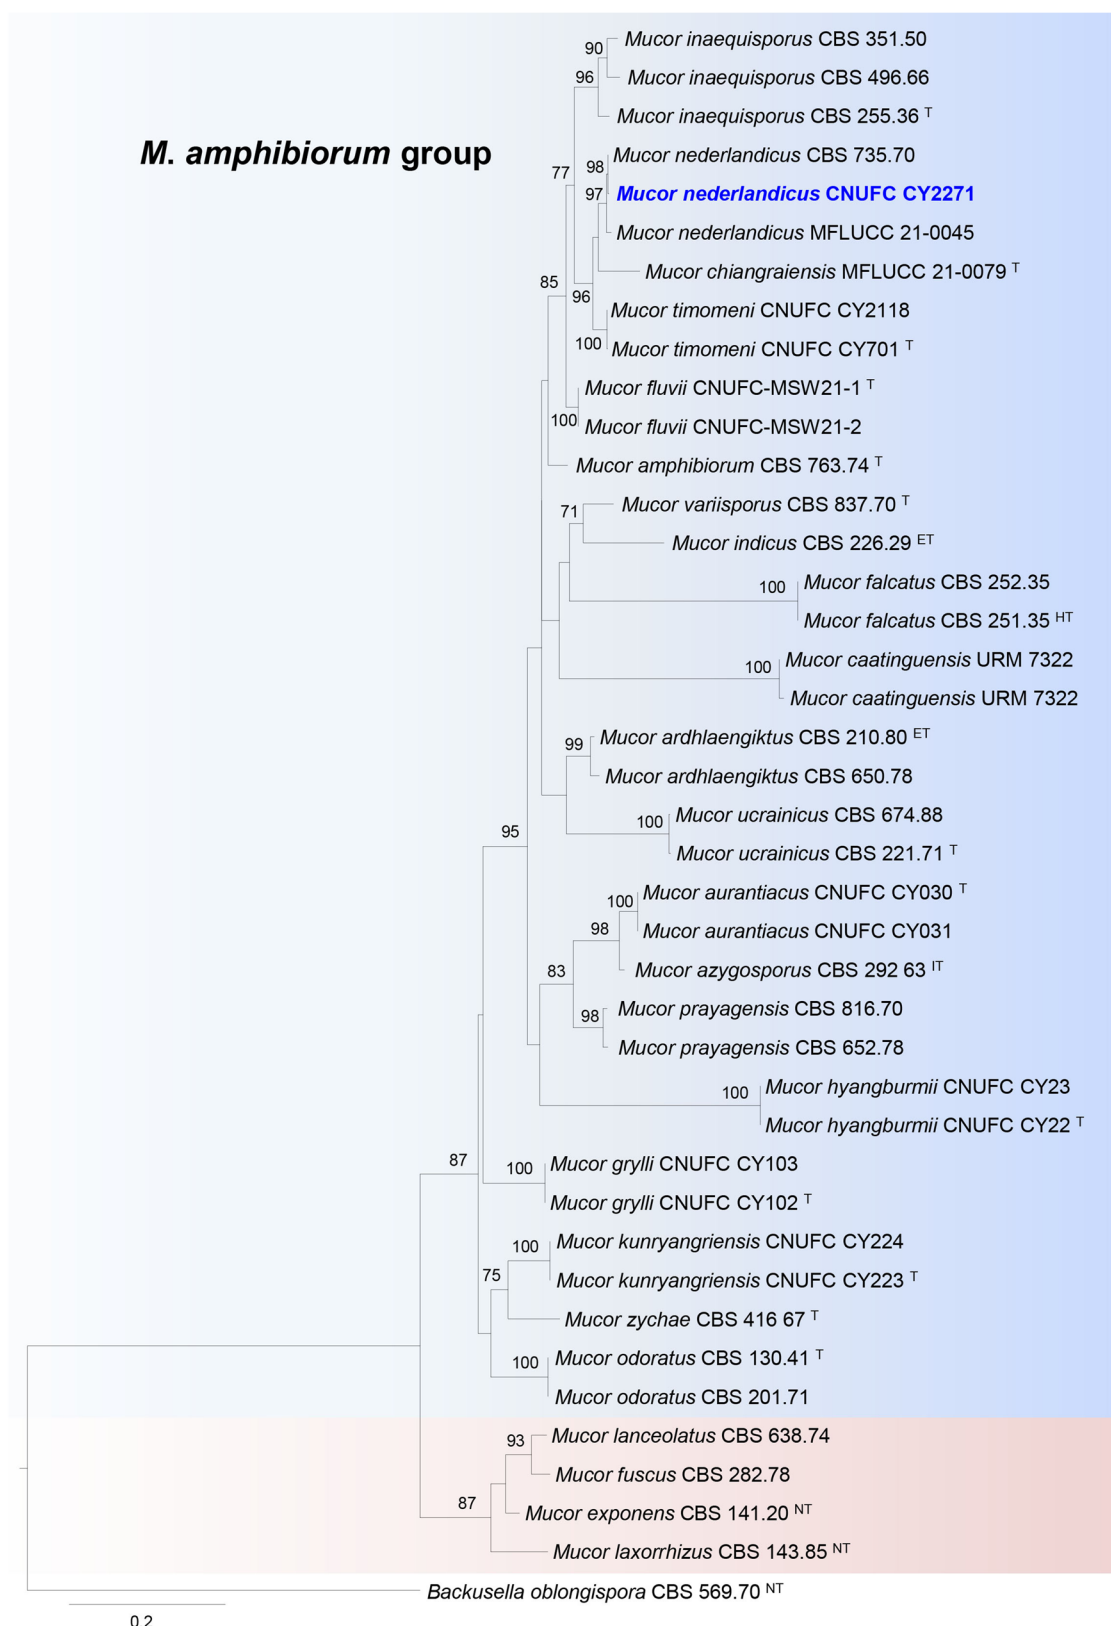 90
Mucor inaequisporus CBS 351.50
96
Mucor inaequisporus CBS 496.66
Mucor inaequisporus CBS 255.36 T
M. amphibiorum group
98
Mucor nederlandicus CBS 735.70
77
97
Mucor nederlandicus CNUFC CY2271
Mucor nederlandicus MFLUCC 21-0045
Mucor chiangraiensis MFLUCC 21-0079 T
85
96
Mucor timomeni CNUFC CY2118
100
Mucor timomeni CNUFC CY701 T
Mucor fluvii CNUFC-MSW21-1 T
100
Mucor fluvii CNUFC-MSW21-2
Mucor amphibiorum CBS 763.74 T
71
Mucor variisporus CBS 837.70 T
Mucor indicus CBS 226.29 ET
100
Mucor falcatus CBS 252.35
Mucor falcatus CBS 251.35 HT
100
Mucor caatinguensis URM 7322
Mucor caatinguensis URM 7322
99
Mucor ardhlaengiktus CBS 210.80 ET
Mucor ardhlaengiktus CBS 650.78
100
Mucor ucrainicus CBS 674.88
95
Mucor ucrainicus CBS 221.71 T
100
Mucor aurantiacus CNUFC CY030 T
98
Mucor aurantiacus CNUFC CY031
83
Mucor azygosporus CBS 292 63 IT
98
Mucor prayagensis CBS 816.70
Mucor prayagensis CBS 652.78
100
Mucor hyangburmii CNUFC CY23
Mucor hyangburmii CNUFC CY22 T
87
100
Mucor grylli CNUFC CY103
Mucor grylli CNUFC CY102 T
100
Mucor kunryangriensis CNUFC CY224
75
Mucor kunryangriensis CNUFC CY223 T
Mucor zychae CBS 416 67 T
100
Mucor odoratus CBS 130.41 T
Mucor odoratus CBS 201.71
93
Mucor lanceolatus CBS 638.74
Mucor fuscus CBS 282.78
87
Mucor exponens CBS 141.20 NT
Mucor laxorrhizus CBS 143.85 NT
Backusella oblongispora CBS 569.70 NT
0.2